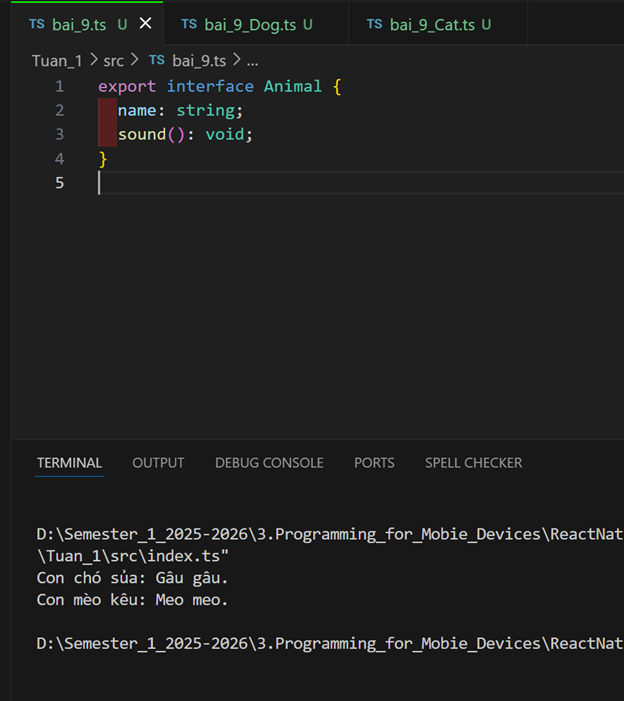 TS bai_9.ts U TS bai_9_Dog.ts U TS bai_9_Cat.ts U
Tuan_1 > src > TS bai_9.ts > ...
1 export interface Animal {
2 name: string;
3 sound(): void;
4 }
5
TERMINAL OUTPUT DEBUG CONSOLE PORTS SPELL CHECKER
D:\Semester_1_2025-2026\3.Programming_for_Mobie_Devices\ReactNat
\Tuan_1\src\index.ts"
Con chó sủa: Gâu gâu.
Con mèo kêu: Meo meo.
D:\Semester_1_2025-2026\3.Programming_for_Mobie_Devices\ReactNat